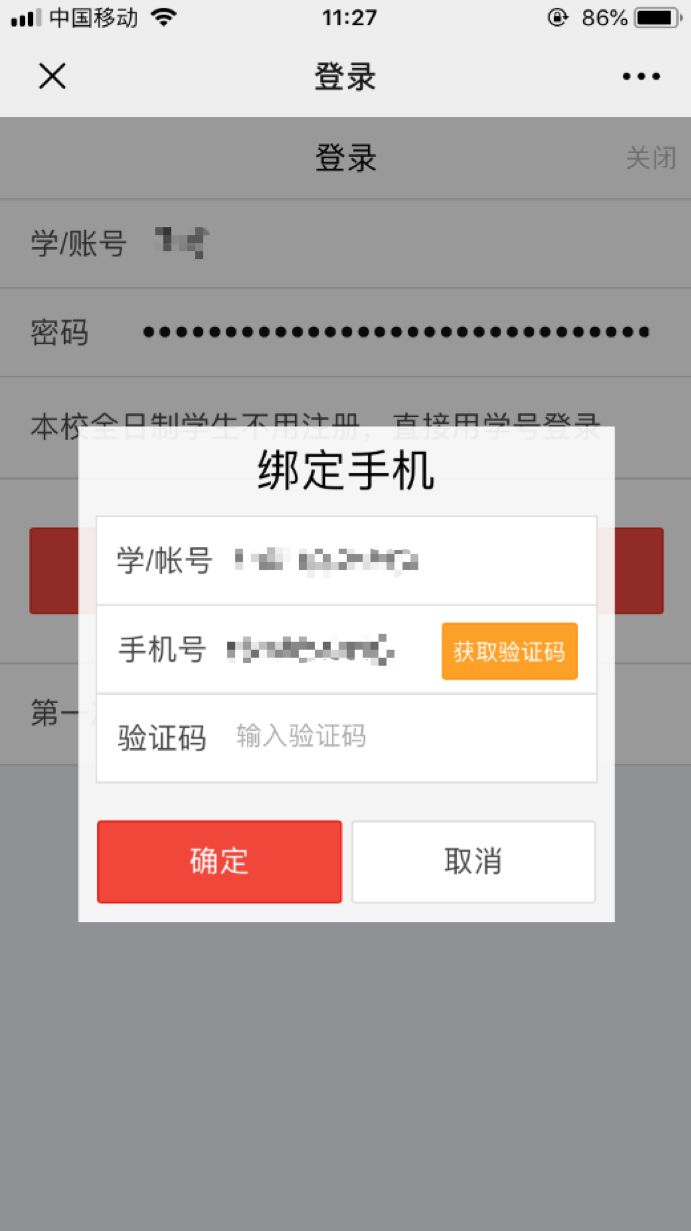 中国移动 11:27 86%
登录
登录 关闭
学/账号
密码
本校全日制学生不用注册，直接用学号登录
绑定手机
学/帐号
手机号 获取验证码
第一
验证码 输入验证码
确定 取消